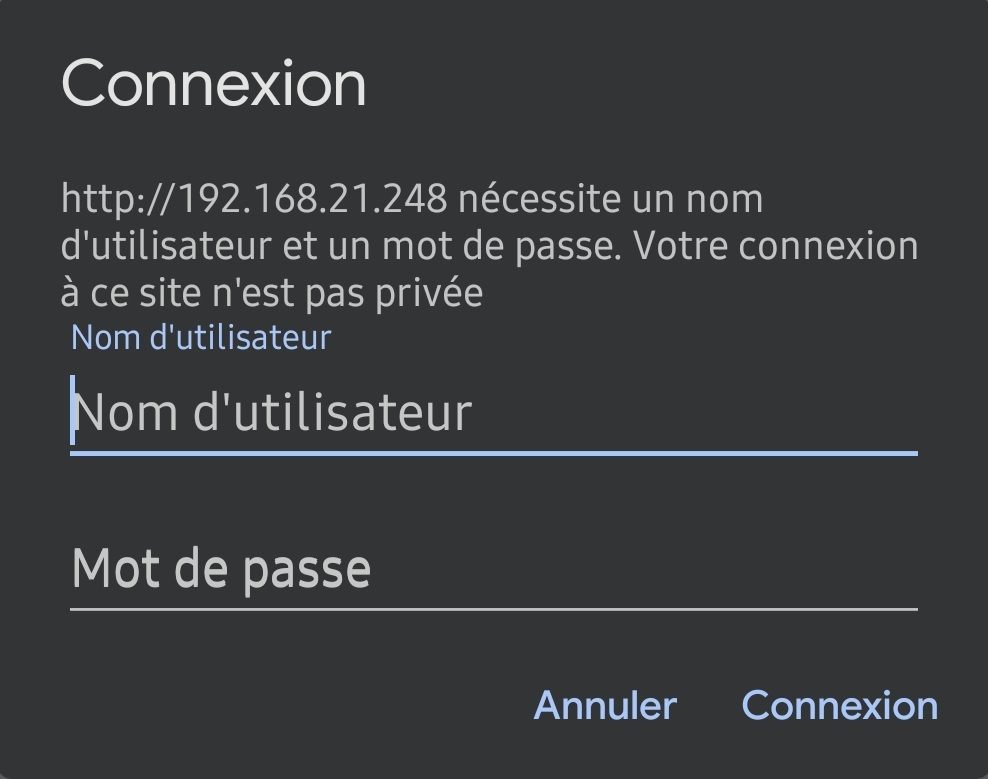 Connexion
http://192.168.21.248 nécessite un nom
d'utilisateur et un mot de passe. Votre connexion
à ce site n'est pas privée
Nom d'utilisateur
Nom d'utilisateur
Mot de passe
Annuler Connexion